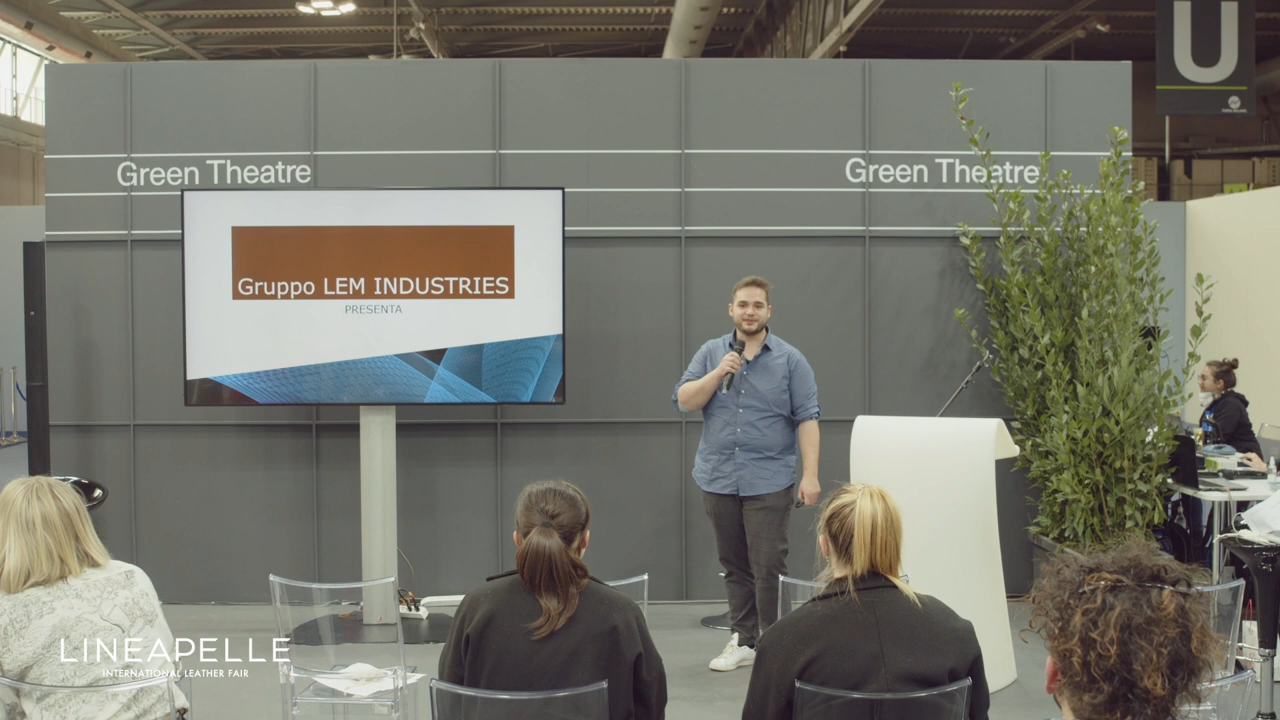 U
Green Theatre
Green Theatre
Gruppo LEM INDUSTRIES
PRESENTA
LINEAPELLE
INTERNATIONAL LEATHER FAIR